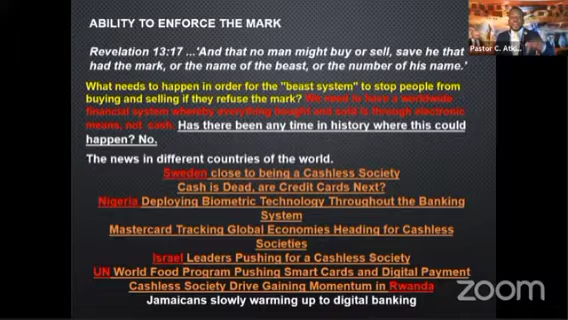 ABILITY TO ENFORCE THE MARK
Revelation 13:17 ...'And that no man might buy or sell, save he that
had the mark, or the name of the beast, or the number of his name.'
What needs to happen in order for the "beast system" to stop people from
buying and selling if they refuse the mark? We need to have a worldwide
financial system whereby everything bought and sold is through electronic
means, not cash. Has there been any time in history where this could
happen? No.
The news in different countries of the world.
Sweden close to being a Cashless Society
Cash is Dead, are Credit Cards Next?
Nigeria Deploying Biometric Technology Throughout the Banking
System
Mastercard Tracking Global Economies Heading for Cashless
Societies
Israel Leaders Pushing for a Cashless Society
UN World Food Program Pushing Smart Cards and Digital Payment
Cashless Society Drive Gaining Momentum in Rwanda
Jamaicans slowly warming up to digital banking
Pastor C.
zoom